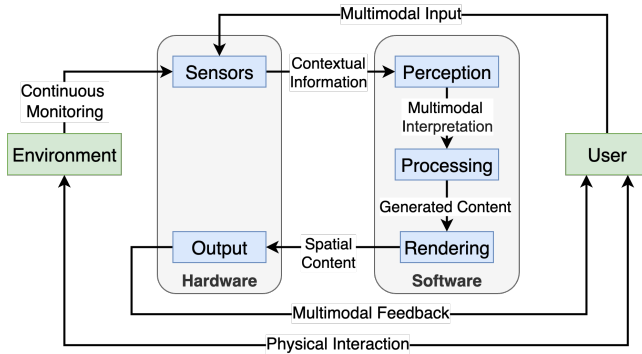 Multimodal Input
Sensors
Contextual
Information
Perception
Continuous
Monitoring
Multimodal
Interpretation
Environment
Processing
User
Generated Content
Output
Spatial
Content
Rendering
Hardware
Software
Multimodal Feedback
Physical Interaction